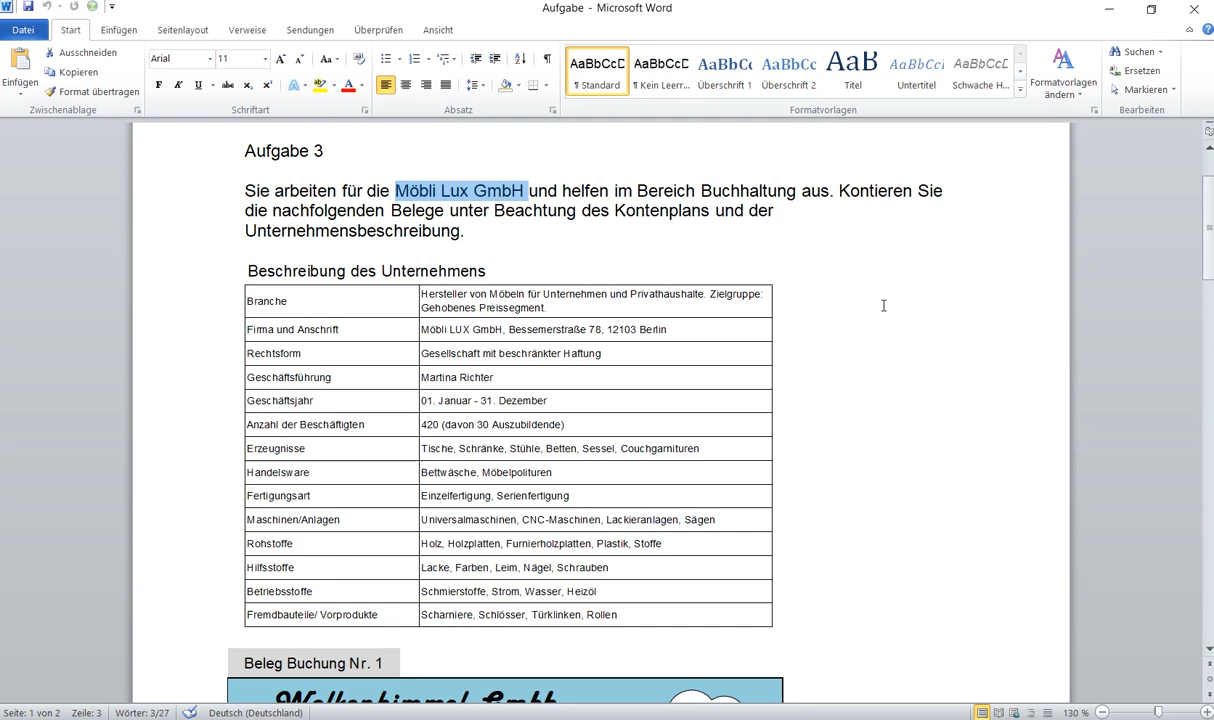 Aufgabe - Microsoft Word
Datei Start Einfügen Seitenlayout Verweise Sendungen Überprüfen Ansicht
Einfügen
Ausschneiden
Kopieren
Format übertragen
Zwischenablage
Arial 11
F K U abc x₂ x²
Schriftart
Absatz
AaBbCcD AaBbCcD AaBbCc AaBbCc AaB AaBbCcI AaBbCcD
¶ Standard ¶ Kein Leerr... Überschrift 1 Überschrift 2 Titel Untertitel Schwache H...
Formatvorlagen
Formatvorlagen ändern
Suchen
Ersetzen
Markieren
Bearbeiten
Aufgabe 3
Sie arbeiten für die Möbli Lux GmbH und helfen im Bereich Buchhaltung aus. Kontieren Sie
die nachfolgenden Belege unter Beachtung des Kontenplans und der
Unternehmensbeschreibung.
Beschreibung des Unternehmens
Branche Hersteller von Möbeln für Unternehmen und Privathaushalte. Zielgruppe:
Gehobenes Preissegment.
Firma und Anschrift Möbli LUX GmbH, Bessemerstraße 78, 12103 Berlin
Rechtsform Gesellschaft mit beschränkter Haftung
Geschäftsführung Martina Richter
Geschäftsjahr 01. Januar - 31. Dezember
Anzahl der Beschäftigten 420 (davon 30 Auszubildende)
Erzeugnisse Tische, Schränke, Stühle, Betten, Sessel, Couchgarnituren
Handelsware Bettwäsche, Möbelpolituren
Fertigungsart Einzelfertigung, Serienfertigung
Maschinen/Anlagen Universalmaschinen, CNC-Maschinen, Lackieranlagen, Sägen
Rohstoffe Holz, Holzplatten, Furnierholzplatten, Plastik, Stoffe
Hilfsstoffe Lacke, Farben, Leim, Nägel, Schrauben
Betriebsstoffe Schmierstoffe, Strom, Wasser, Heizöl
Fremdbauteile/ Vorprodukte Scharniere, Schlösser, Türklinken, Rollen
Beleg Buchung Nr. 1
Seite: 1 von 2 Zeile: 3 Wörter: 3/27 Deutsch (Deutschland) 130 %